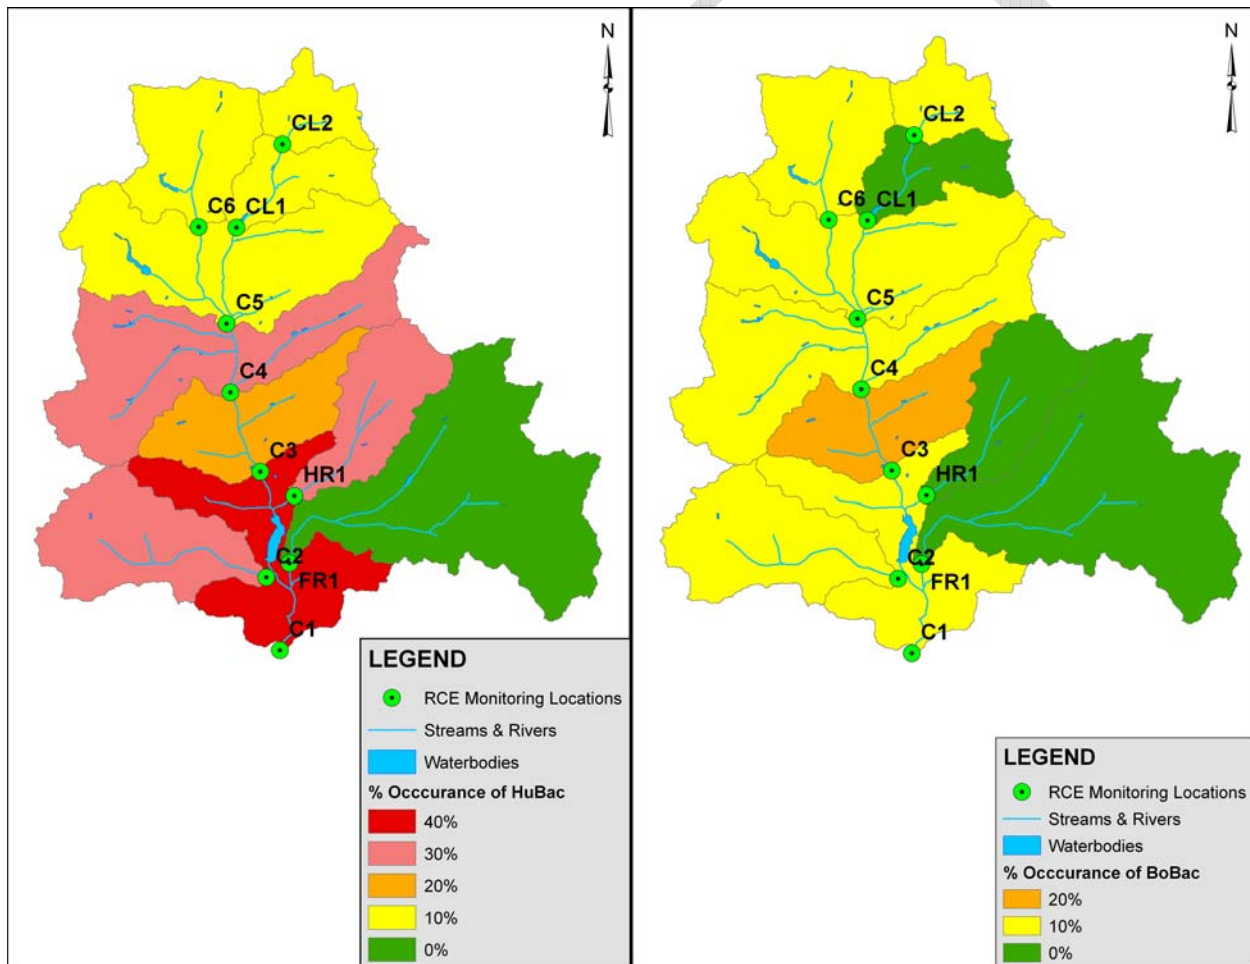 N
CL2
C6
CL1
C5
C4
C3
HR1
C2
FR1
C1
LEGEND
RCE Monitoring Locations
Streams & Rivers
Waterbodies
% Occcurance of HuBac
40%
30%
20%
10%
0%
N
CL2
C6
CL1
C5
C4
C3
HR1
C2
FR1
C1
LEGEND
RCE Monitoring Locations
Streams & Rivers
Waterbodies
% Occcurance of BoBac
20%
10%
0%